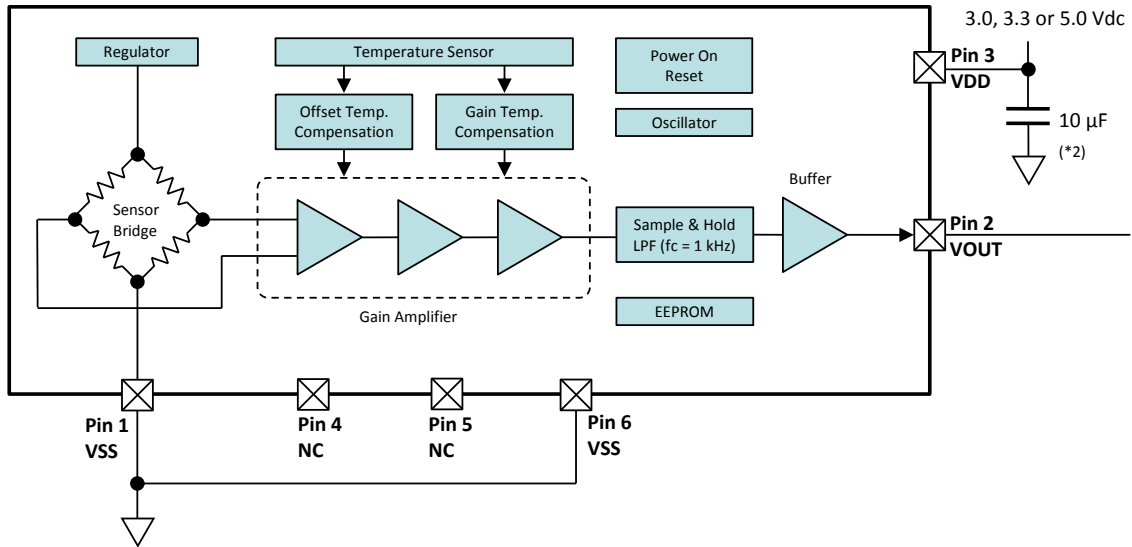 3.0, 3.3 or 5.0 Vdc
Regulator
Temperature Sensor
Power On
Reset
Pin 3
VDD
Offset Temp.
Compensation
Gain Temp.
Compensation
Oscillator
10 µF
(*2)
Sensor
Bridge
Buffer
Sample & Hold
LPF (fc = 1 kHz)
Pin 2
VOUT
Gain Amplifier
EEPROM
Pin 1
VSS
Pin 4
NC
Pin 5
NC
Pin 6
VSS